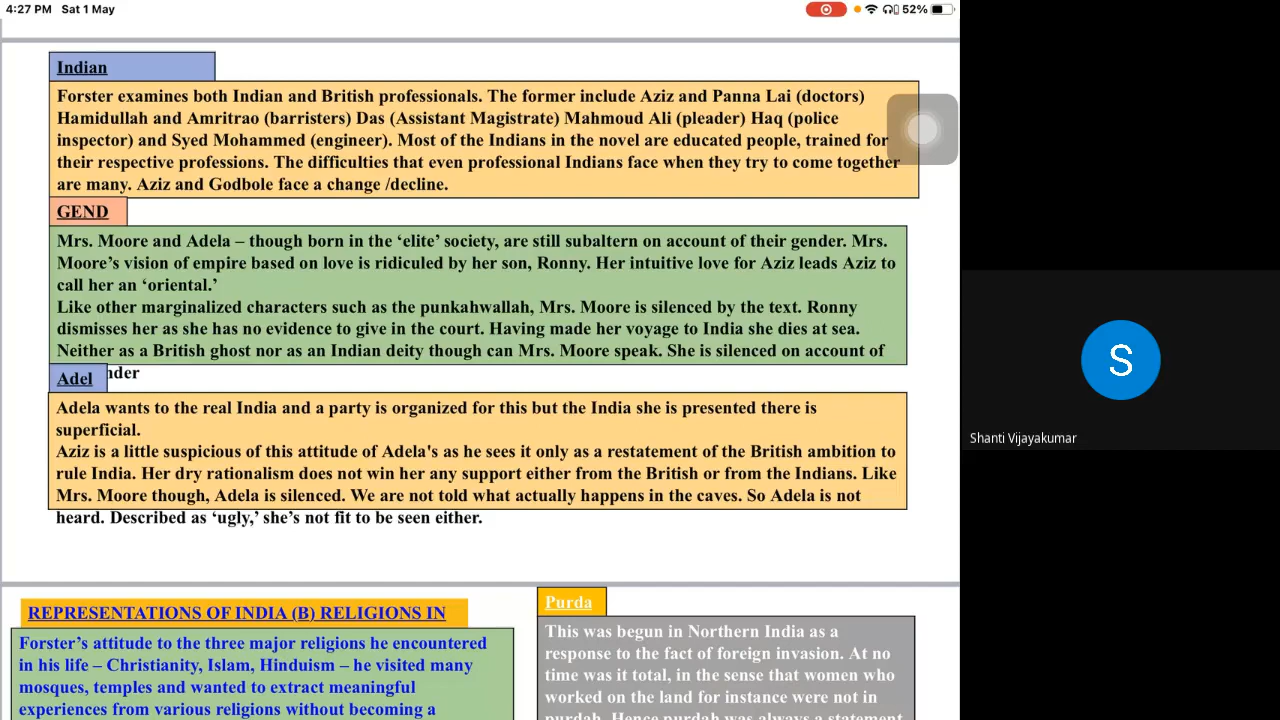 4:27 PM Sat 1 May
52%
Indian
Forster examines both Indian and British professionals. The former include Aziz and Panna Lai (doctors)
Hamidullah and Amritrao (barristers) Das (Assistant Magistrate) Mahmoud Ali (pleader) Haq (police
inspector) and Syed Mohammed (engineer). Most of the Indians in the novel are educated people, trained for
their respective professions. The difficulties that even professional Indians face when they try to come together
are many. Aziz and Godbole face a change /decline.
GEND
Mrs. Moore and Adela – though born in the ‘elite’ society, are still subaltern on account of their gender. Mrs.
Moore’s vision of empire based on love is ridiculed by her son, Ronny. Her intuitive love for Aziz leads Aziz to
call her an ‘oriental.’
Like other marginalized characters such as the punkahwallah, Mrs. Moore is silenced by the text. Ronny
dismisses her as she has no evidence to give in the court. Having made her voyage to India she dies at sea.
Neither as a British ghost nor as an Indian deity though can Mrs. Moore speak. She is silenced on account of
nder
Adel
Adela wants to the real India and a party is organized for this but the India she is presented there is
superficial.
Aziz is a little suspicious of this attitude of Adela's as he sees it only as a restatement of the British ambition to
rule India. Her dry rationalism does not win her any support either from the British or from the Indians. Like
Mrs. Moore though, Adela is silenced. We are not told what actually happens in the caves. So Adela is not
heard. Described as ‘ugly,’ she’s not fit to be seen either.
REPRESENTATIONS OF INDIA (B) RELIGIONS IN
Forster’s attitude to the three major religions he encountered
in his life – Christianity, Islam, Hinduism – he visited many
mosques, temples and wanted to extract meaningful
experiences from various religions without becoming a
Purda
This was begun in Northern India as a
response to the fact of foreign invasion. At no
time was it total, in the sense that women who
worked on the land for instance were not in
purdah. Hence purdah was always a statement
S
Shanti Vijayakumar